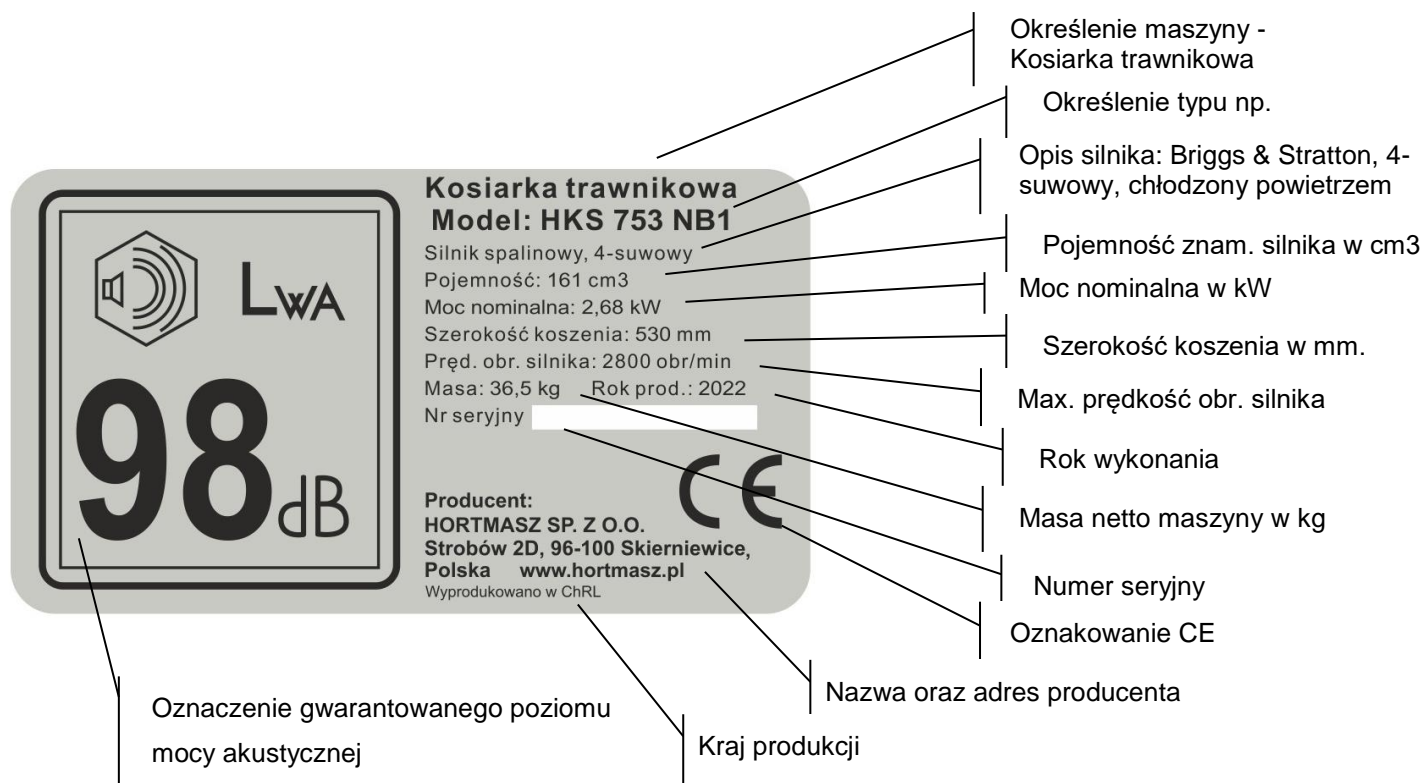 Określenie maszyny -
Kosiarka trawnikowa
Określenie typu np.
Opis silnika: Briggs & Stratton, 4-
suwowy, chłodzony powietrzem
Pojemność znam. silnika w cm3
Moc nominalna w kW
Szerokość koszenia w mm.
Max. prędkość obr. silnika
Rok wykonania
Masa netto maszyny w kg
Numer seryjny
Oznakowanie CE
Nazwa oraz adres producenta
Kraj produkcji
Oznaczenie gwarantowanego poziomu
mocy akustycznej
LWA
98dB
Kosiarka trawnikowa
Model: HKS 753 NB1
Silnik spalinowy, 4-suwowy
Pojemność: 161 cm3
Moc nominalna: 2,68 kW
Szerokość koszenia: 530 mm
Pręd. obr. silnika: 2800 obr/min
Masa: 36,5 kg Rok prod.: 2022
Nr seryjny
CE
Producent:
HORTMASZ SP. Z O.O.
Strobów 2D, 96-100 Skierniewice,
Polska www.hortmasz.pl
Wyprodukowano w ChRL